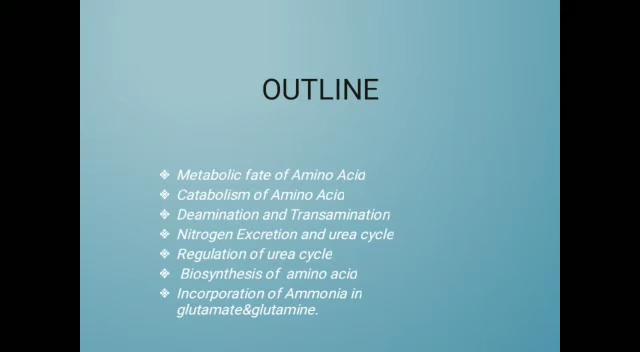 OUTLINE
Metabolic fate of Amino Acid
Catabolism of Amino Acid
Deamination and Transamination
Nitrogen Excretion and urea cycle
Regulation of urea cycle
Biosynthesis of amino acid
Incorporation of Ammonia in
glutamate&glutamine.